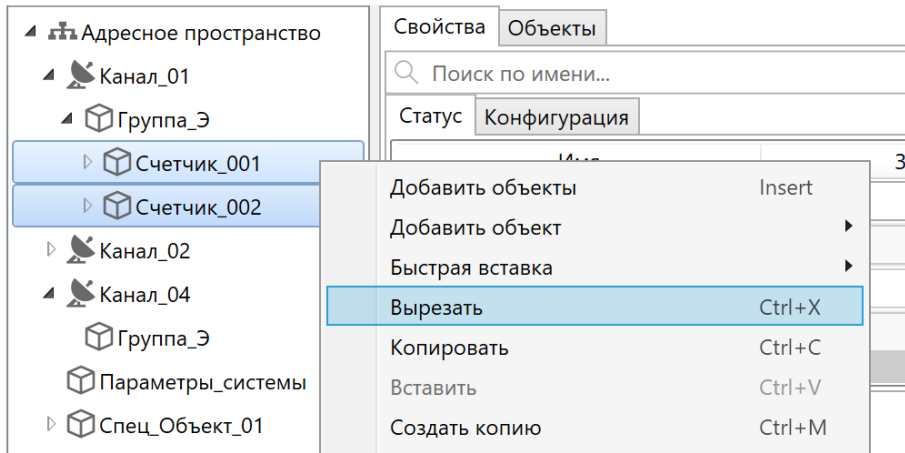 Адресное пространство
Канал_01
Группа_Э
Счетчик_001
Счетчик_002
Канал_02
Канал_04
Группа_Э
Параметры_системы
Спец_Объект_01
Свойства Объекты
Поиск по имени...
Статус Конфигурация
Имя
Добавить объекты Insert
Добавить объект
Быстрая вставка
Вырезать Ctrl+X
Копировать Ctrl+C
Вставить Ctrl+V
Создать копию Ctrl+M